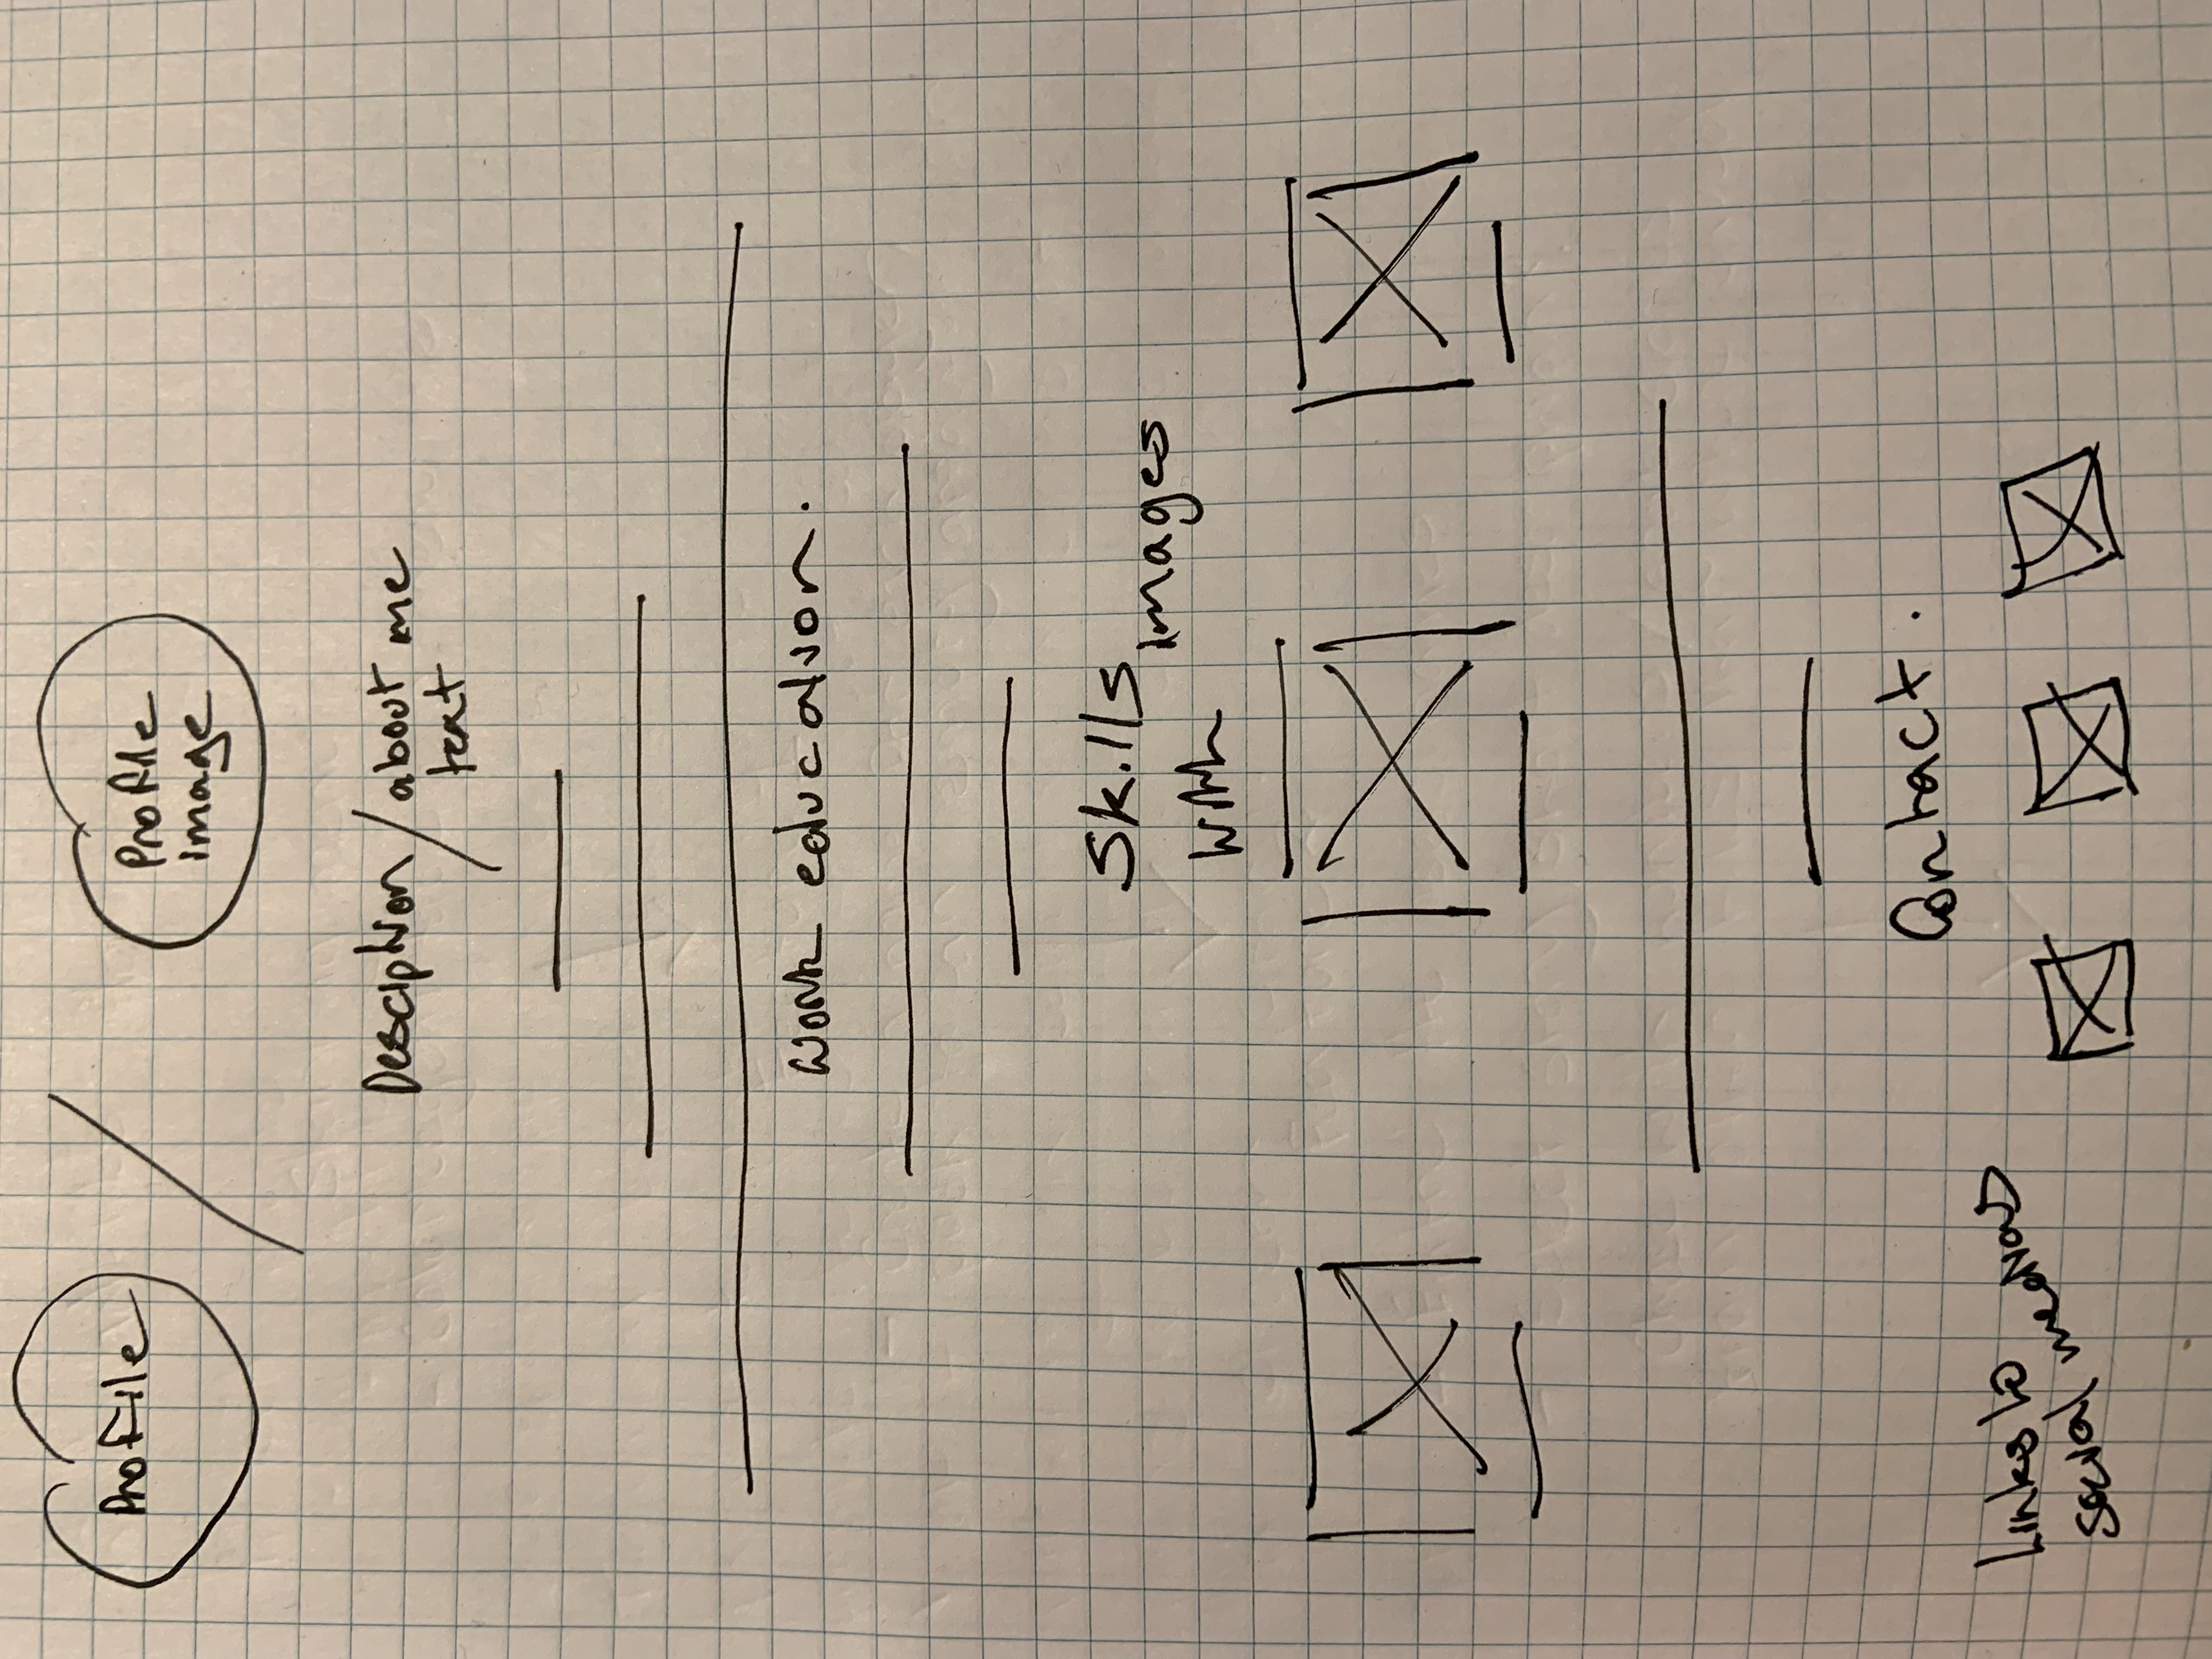 Profile
Profile
image
Desciption / about me
text
work education.
Skills
images
with
Contact.
Links to
social medias